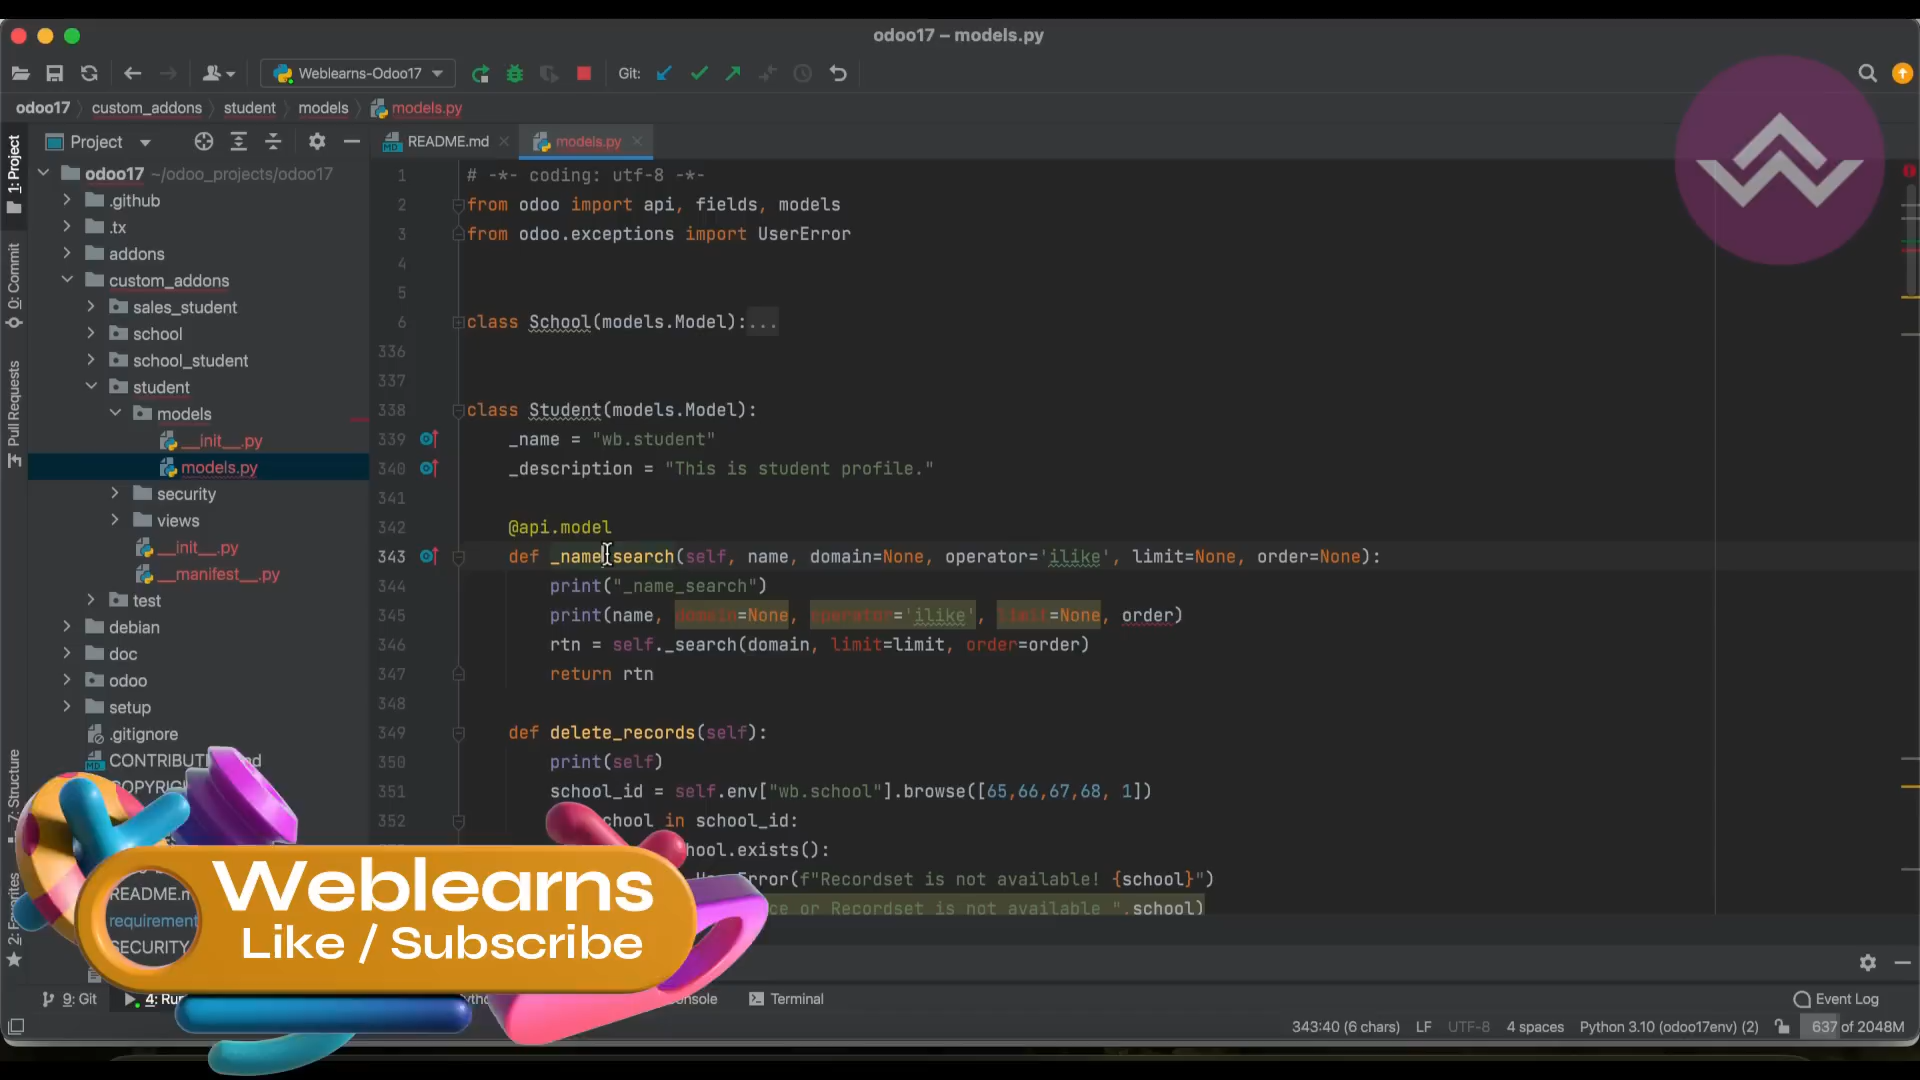 odoo17 – models.py
Weblearns-Odoo17
Git:
odoo17 custom_addons student models models.py
1: Project
0: Commit
Pull Requests
7: Structure
2: Favorites
Project
README.md
models.py
odoo17 ~/odoo_projects/odoo17
.github
.tx
addons
custom_addons
sales_student
school
school_student
student
models
__init__.py
models.py
security
views
__init__.py
__manifest__.py
test
debian
doc
odoo
setup
.gitignore
1 # -*- coding: utf-8 -*-
2 from odoo import api, fields, models
3 from odoo.exceptions import UserError
4
5
6 class School(models.Model):...
336
337
338 class Student(models.Model):
339 _name = "wb.student"
340 _description = "This is student profile."
341
342 @api.model
343 def _name_search(self, name, domain=None, operator='ilike', limit=None, order=None):
344 print("_name_search")
345 print(name, domain=None, operator='ilike', limit=None, order)
346 rtn = self._search(domain, limit=limit, order=order)
347 return rtn
348
349 def delete_records(self):
350 print(self)
351 school_id = self.env["wb.school"].browse([65,66,67,68, 1])
352 school in school_id:
hool.exists():
Error(f"Recordset is not available! {school}")
ce or Recordset is not available ",school)
README.m
requirement
SECURITY
Weblearns
Like / Subscribe
9: Git
4: Run
Terminal
Event Log
343:40 (6 chars) LF UTF-8 4 spaces Python 3.10 (odoo17env) (2) 637 of 2048M